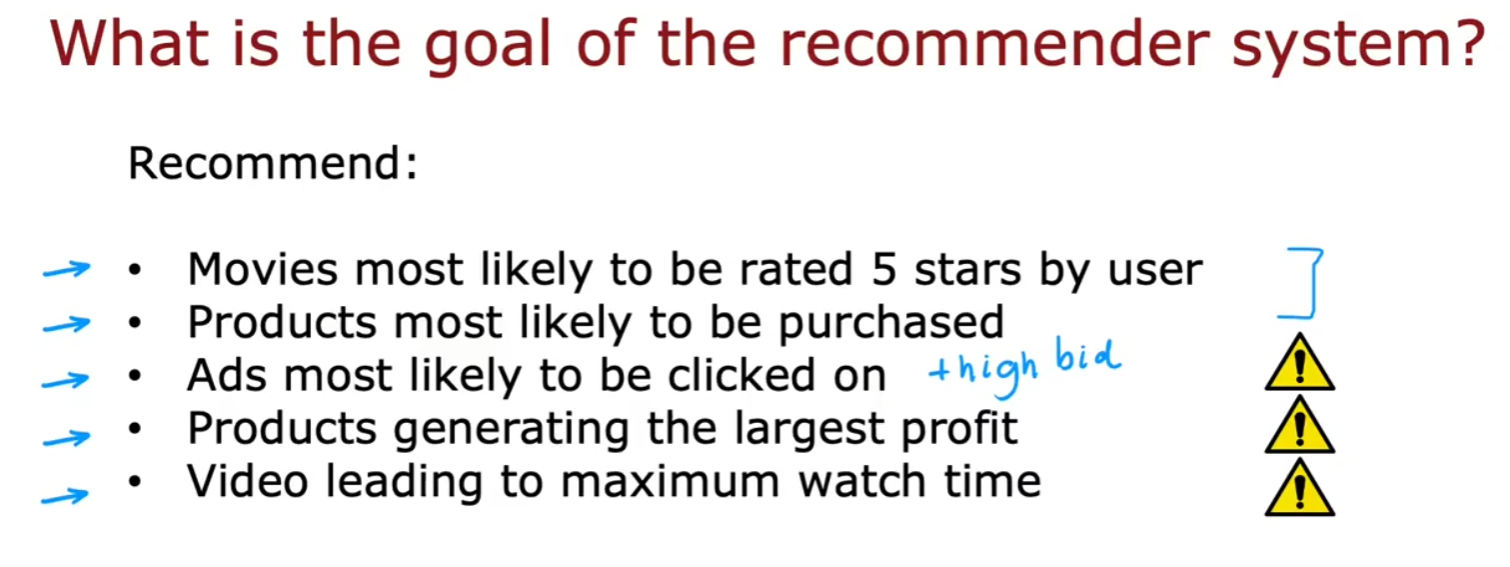 What is the goal of the recommender system?
Recommend:
• Movies most likely to be rated 5 stars by user
• Products most likely to be purchased
• Ads most likely to be clicked on +high bid
• Products generating the largest profit
• Video leading to maximum watch time